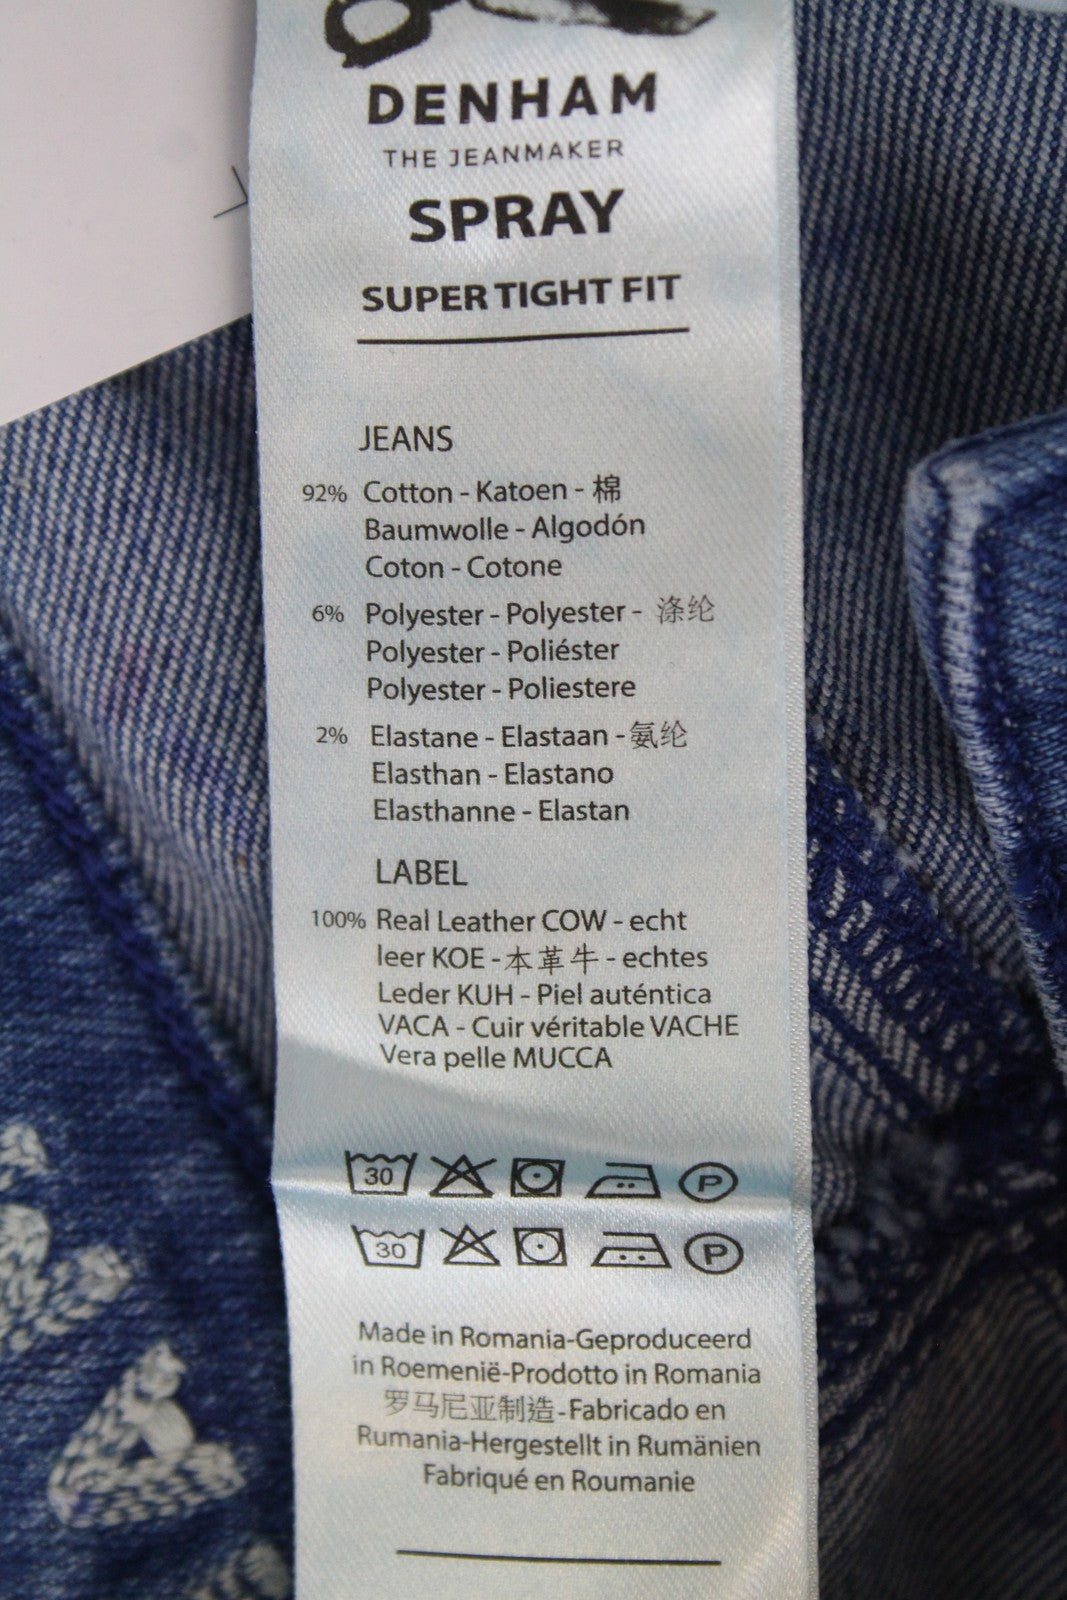 DENHAM
THE JEANMAKER
SPRAY
SUPER TIGHT FIT
JEANS
92% Cotton - Katoen - 棉
Baumwolle - Algodón
Coton - Cotone
6% Polyester - Polyester - 涤纶
Polyester - Poliéster
Polyester - Poliestere
2% Elastane - Elastaan - 氨纶
Elasthan - Elastano
Elasthanne - Elastan
LABEL
100% Real Leather COW - echt
leer KOE - 本革牛 - echtes
Leder KUH - Piel auténtica
VACA - Cuir véritable VACHE
Vera pelle MUCCA
30 P
30 P
Made in Romania-Geproduceerd
in Roemenië-Prodotto in Romania
罗马尼亚制造-Fabricado en
Rumania-Hergestellt in Rumänien
Fabriqué en Roumanie